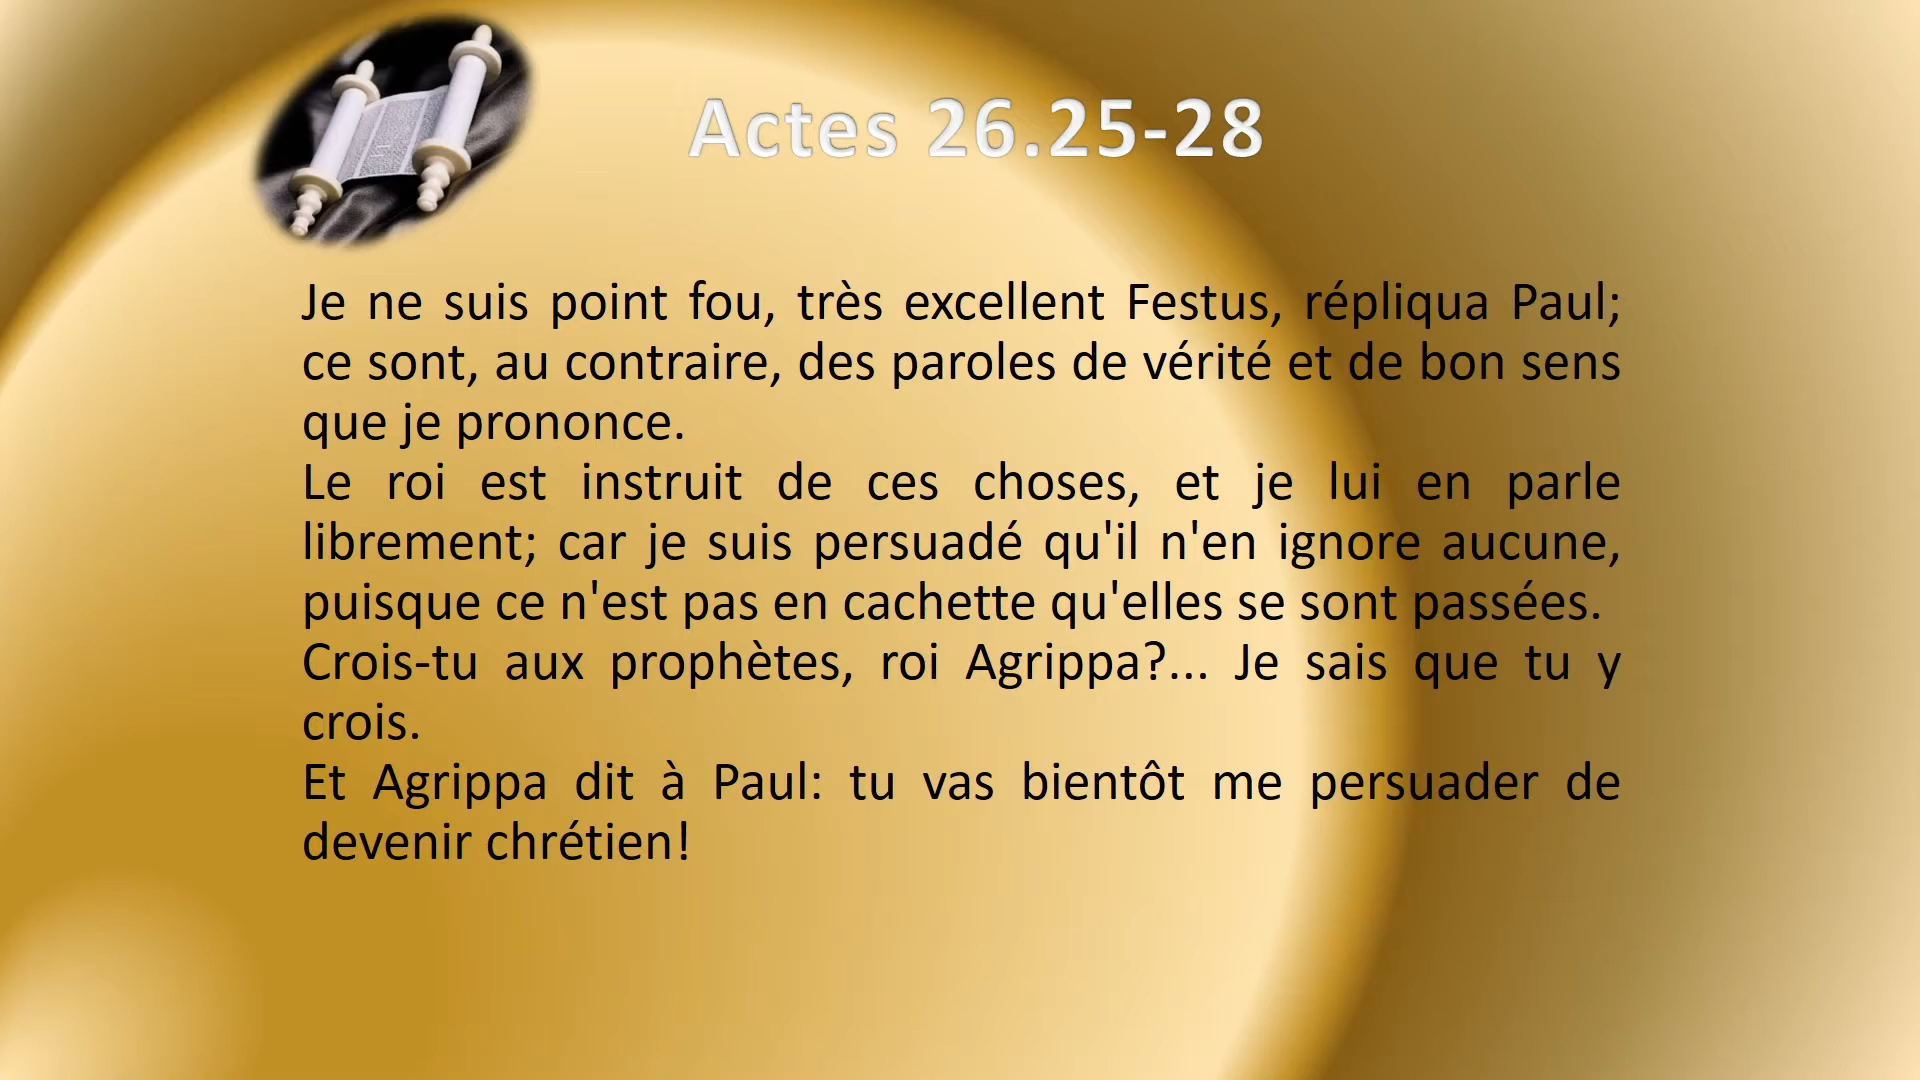 Actes 26.25-28
Je ne suis point fou, très excellent Festus, répliqua Paul;
ce sont, au contraire, des paroles de vérité et de bon sens
que je prononce.
Le roi est instruit de ces choses, et je lui en parle
librement; car je suis persuadé qu'il n'en ignore aucune,
puisque ce n'est pas en cachette qu'elles se sont passées.
Crois-tu aux prophètes, roi Agrippa?... Je sais que tu y
crois.
Et Agrippa dit à Paul: tu vas bientôt me persuader de
devenir chrétien!